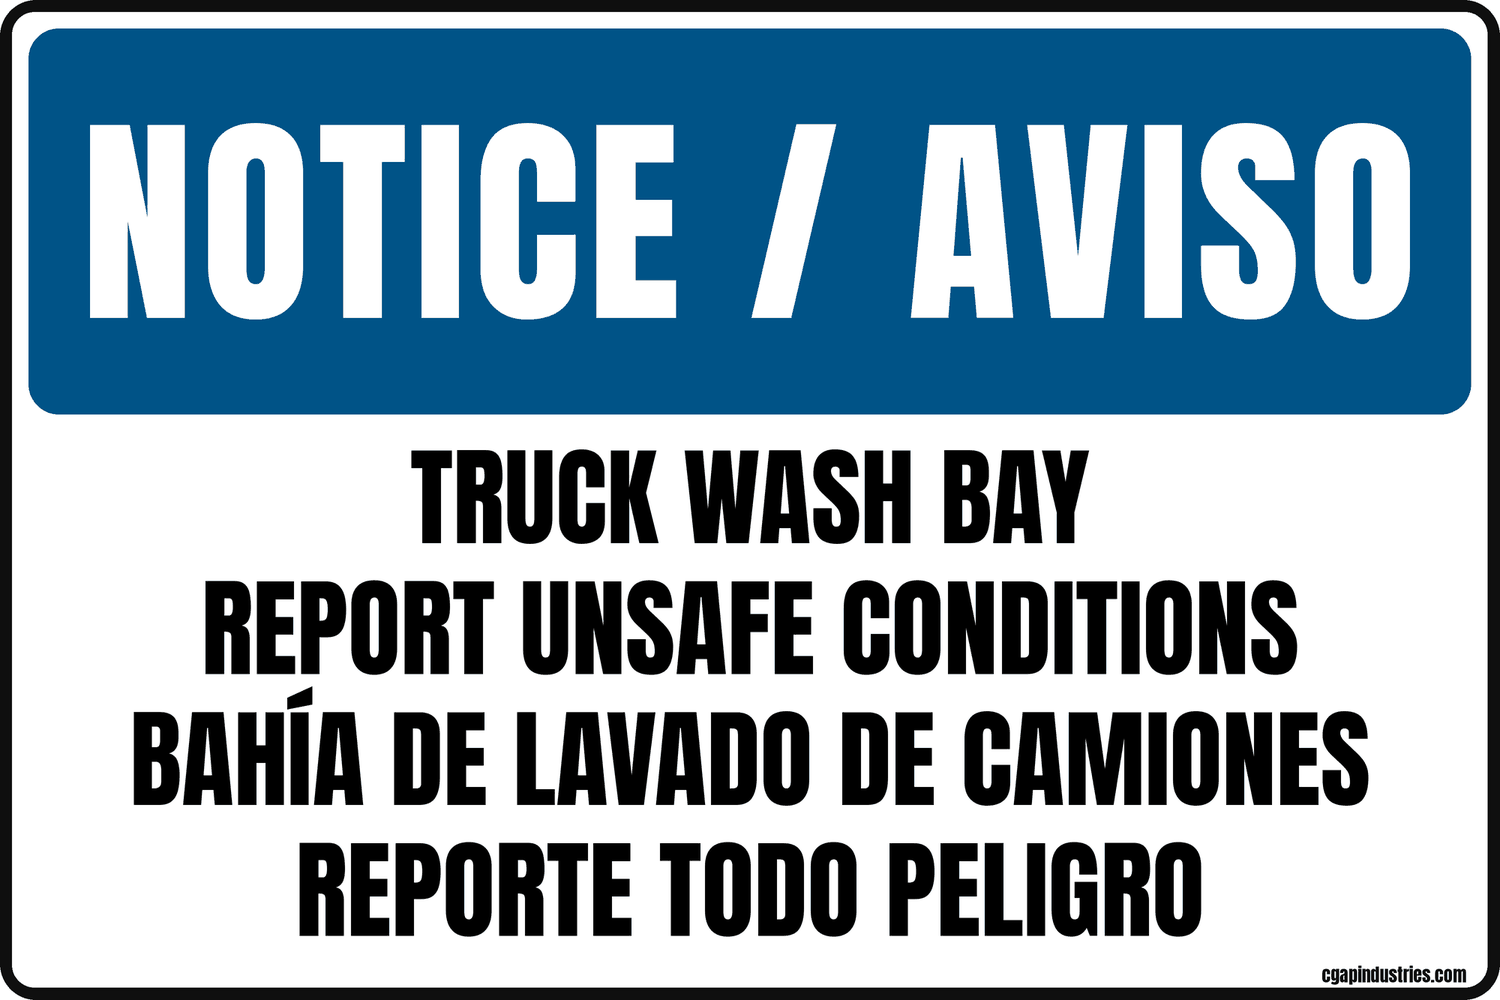 NOTICE / AVISO
TRUCK WASH BAY
REPORT UNSAFE CONDITIONS
BAHÍA DE LAVADO DE CAMIONES
REPORTE TODO PELIGRO
cgapindustries.com